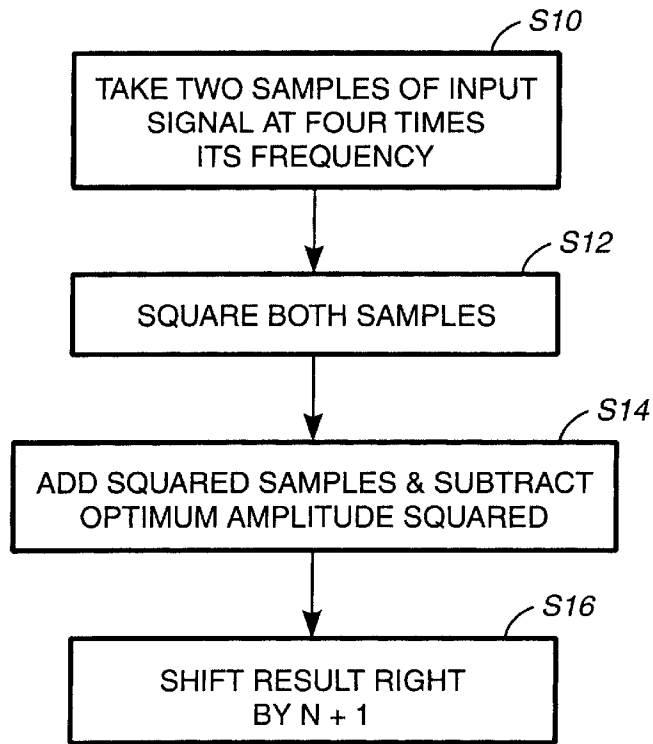 S10
TAKE TWO SAMPLES OF INPUT
SIGNAL AT FOUR TIMES
ITS FREQUENCY
S12
SQUARE BOTH SAMPLES
S14
ADD SQUARED SAMPLES & SUBTRACT
OPTIMUM AMPLITUDE SQUARED
S16
SHIFT RESULT RIGHT
BY N + 1